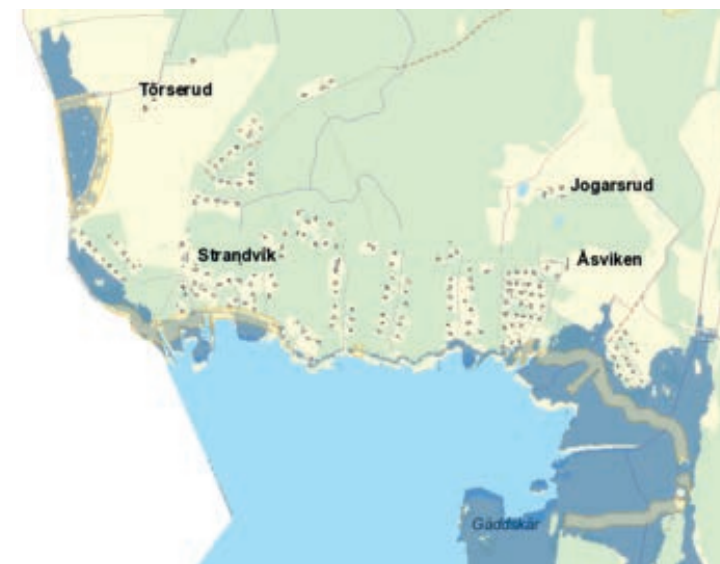 Törserud
Jogarsrud
Strandvik
Åsviken
Gäddskär